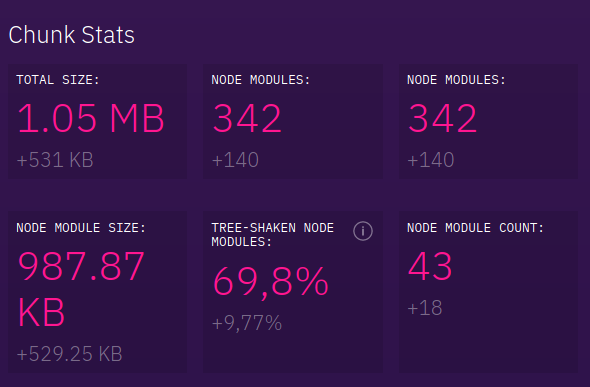 Chunk Stats
TOTAL SIZE:
1.05 MB
+531 KB
NODE MODULES:
342
+140
NODE MODULES:
342
+140
NODE MODULE SIZE:
987.87
KB
+529.25 KB
TREE-SHAKEN NODE
MODULES:
69,8%
+9,77%
NODE MODULE COUNT:
43
+18